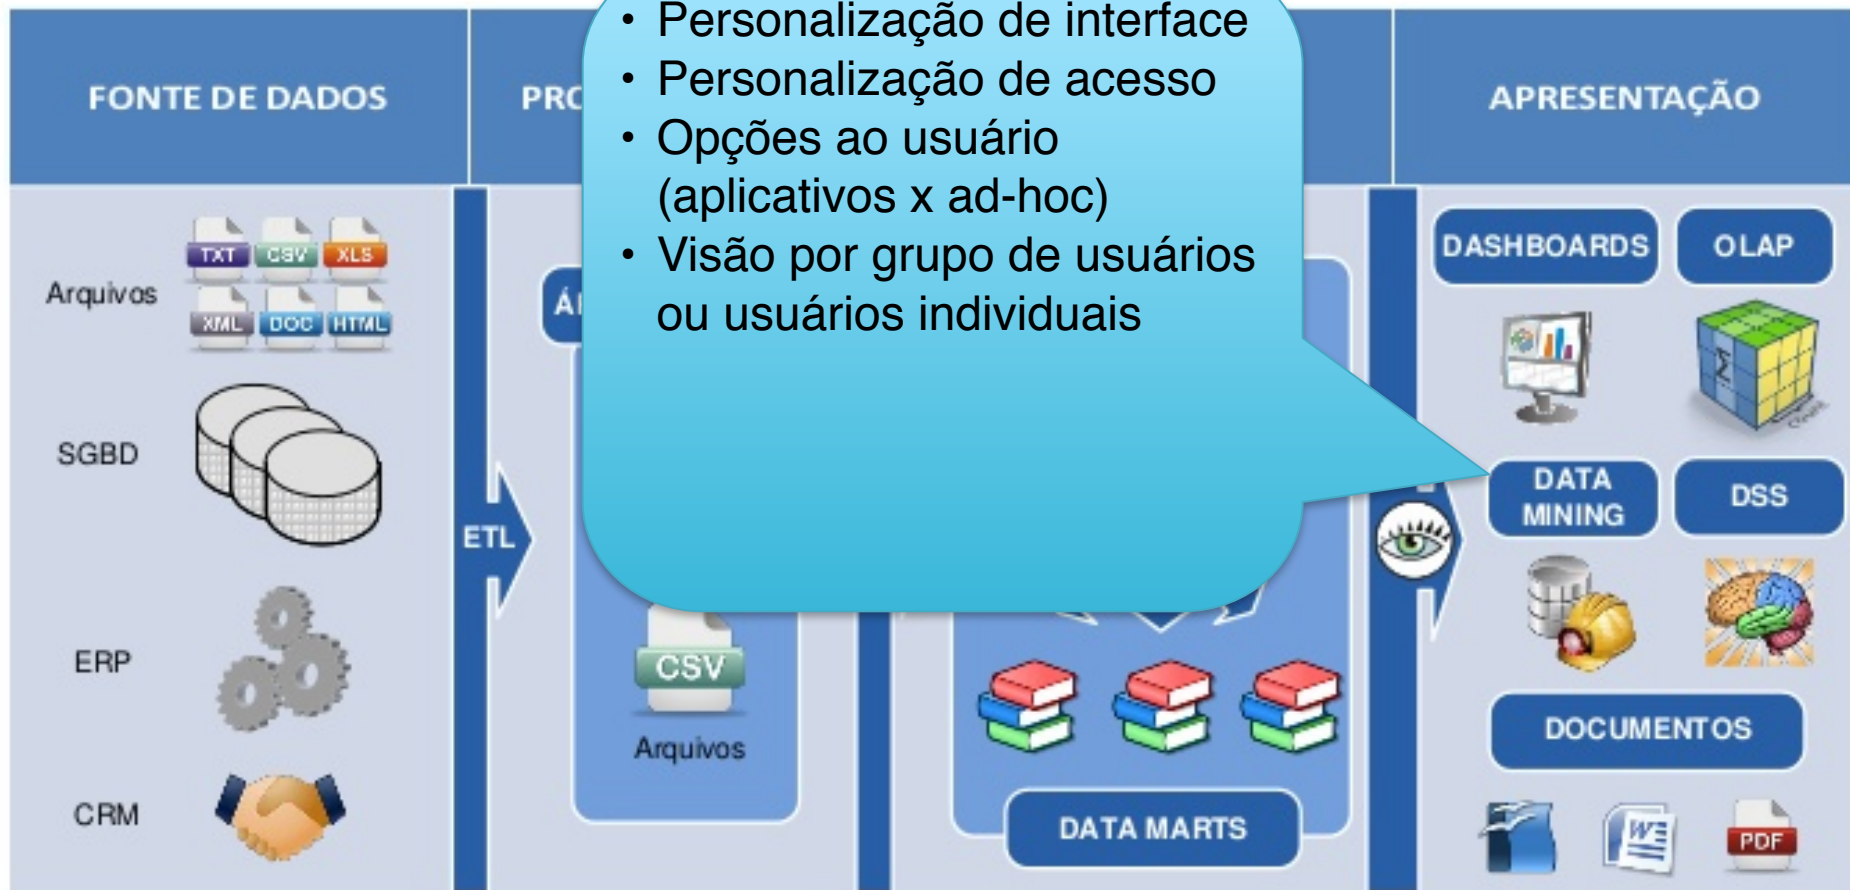 • Personalização de interface
• Personalização de acesso
• Opções ao usuário
(aplicativos x ad-hoc)
• Visão por grupo de usuários
ou usuários individuais
FONTE DE DADOS
APRESENTAÇÃO
Arquivos
TXT
CSV
XLS
XML
DOC
HTML
SGBD
ERP
CRM
ETL
CSV
Arquivos
DATA MARTS
DASHBOARDS
OLAP
Σ
DATA
MINING
DSS
DOCUMENTOS
W
PDF